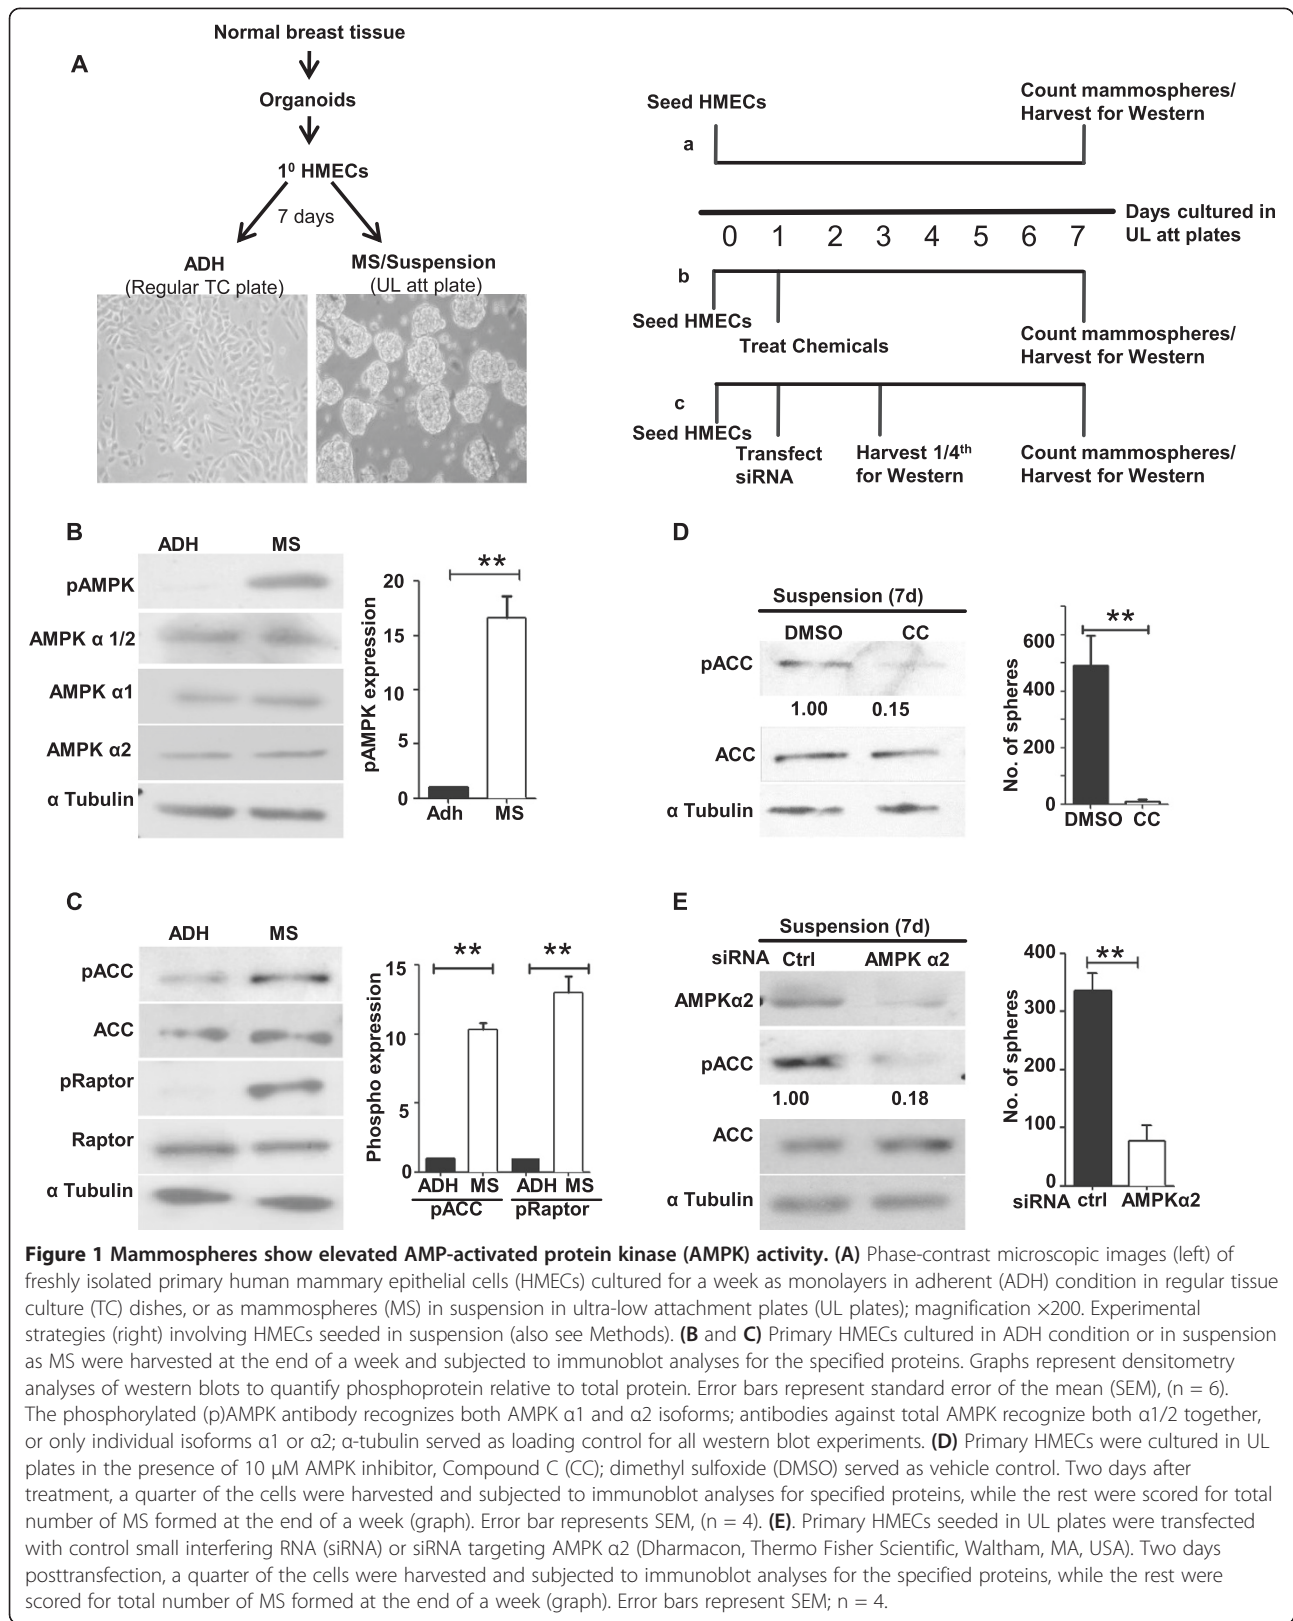 A
Normal breast tissue
Organoids
1⁰ HMECs
7 days
ADH
(Regular TC plate)
MS/Suspension
(UL att plate)
Seed HMECs
Count mammospheres/
Harvest for Western
a
Days cultured in
UL att plates
0 1 2 3 4 5 6 7
b
Seed HMECs
Treat Chemicals
Count mammospheres/
Harvest for Western
c
Seed HMECs
Transfect
siRNA
Harvest 1/4th
for Western
Count mammospheres/
Harvest for Western
B
ADH MS
pAMPK
AMPK α 1/2
AMPK α1
AMPK α2
α Tubulin
pAMPK expression
20
15
10
5
0
**
Adh MS
D
Suspension (7d)
DMSO CC
pACC
1.00 0.15
ACC
α Tubulin
No. of spheres
600
400
200
0
**
DMSO CC
C
ADH MS
pACC
ACC
pRaptor
Raptor
α Tubulin
Phospho expression
15
10
5
0
** **
ADH MS ADH MS
pACC pRaptor
E
Suspension (7d)
siRNA Ctrl AMPK α2
AMPKα2
pACC
1.00 0.18
ACC
α Tubulin
No. of spheres
400
300
200
100
0
**
siRNA ctrl AMPKα2
Figure 1 Mammospheres show elevated AMP-activated protein kinase (AMPK) activity. (A) Phase-contrast microscopic images (left) of
freshly isolated primary human mammary epithelial cells (HMECs) cultured for a week as monolayers in adherent (ADH) condition in regular tissue
culture (TC) dishes, or as mammospheres (MS) in suspension in ultra-low attachment plates (UL plates); magnification ×200. Experimental
strategies (right) involving HMECs seeded in suspension (also see Methods). (B and C) Primary HMECs cultured in ADH condition or in suspension
as MS were harvested at the end of a week and subjected to immunoblot analyses for the specified proteins. Graphs represent densitometry
analyses of western blots to quantify phosphoprotein relative to total protein. Error bars represent standard error of the mean (SEM), (n = 6).
The phosphorylated (p)AMPK antibody recognizes both AMPK α1 and α2 isoforms; antibodies against total AMPK recognize both α1/2 together,
or only individual isoforms α1 or α2; α-tubulin served as loading control for all western blot experiments. (D) Primary HMECs were cultured in UL
plates in the presence of 10 μM AMPK inhibitor, Compound C (CC); dimethyl sulfoxide (DMSO) served as vehicle control. Two days after
treatment, a quarter of the cells were harvested and subjected to immunoblot analyses for specified proteins, while the rest were scored for total
number of MS formed at the end of a week (graph). Error bar represents SEM, (n = 4). (E). Primary HMECs seeded in UL plates were transfected
with control small interfering RNA (siRNA) or siRNA targeting AMPK α2 (Dharmacon, Thermo Fisher Scientific, Waltham, MA, USA). Two days
posttransfection, a quarter of the cells were harvested and subjected to immunoblot analyses for the specified proteins, while the rest were
scored for total number of MS formed at the end of a week (graph). Error bars represent SEM; n = 4.